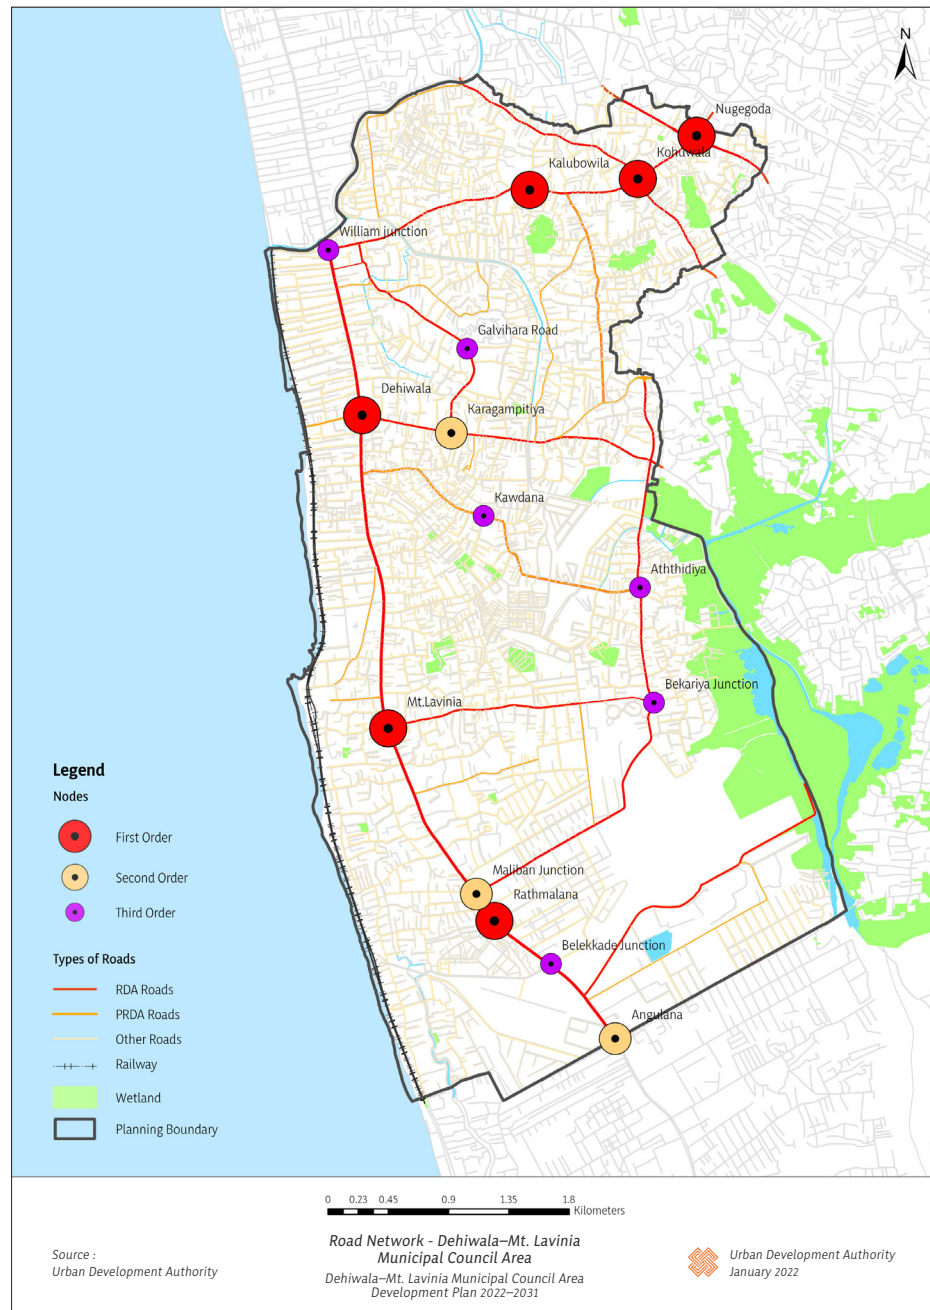 N
Nugegoda
Kohuwala
Kalubowila
William junction
Galvihara Road
Dehiwala
Karagampitiya
Kawdana
Aththidiya
Bekariya Junction
Mt.Lavinia
Maliban Junction
Rathmalana
Belekkade Junction
Angulana
Legend
Nodes
First Order
Second Order
Third Order
Types of Roads
RDA Roads
PRDA Roads
Other Roads
Railway
Wetland
Planning Boundary
0 0.23 0.45 0.9 1.35 1.8
Kilometers
Road Network - Dehiwala–Mt. Lavinia
Municipal Council Area
Dehiwala–Mt. Lavinia Municipal Council Area
Development Plan 2022–2031
Source :
Urban Development Authority
Urban Development Authority
January 2022